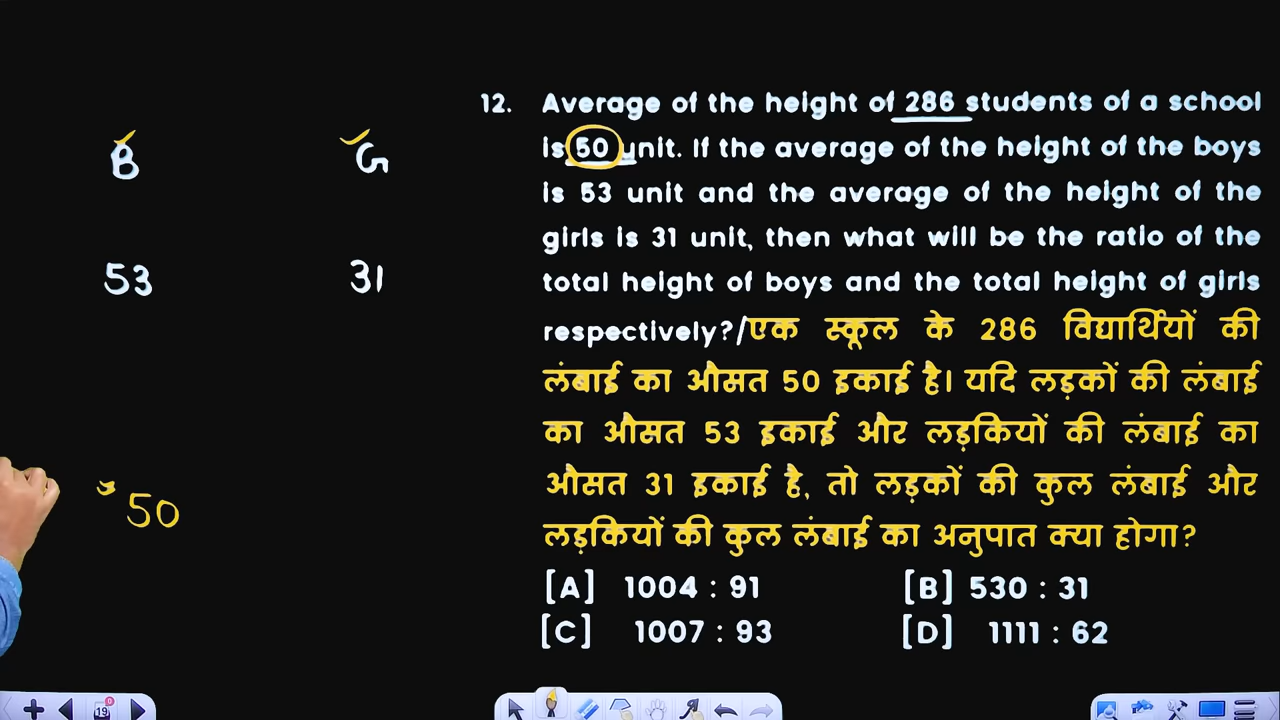 B G
53 31
50
12. Average of the height of 286 students of a school
is 50 unit. If the average of the height of the boys
is 53 unit and the average of the height of the
girls is 31 unit, then what will be the ratio of the
total height of boys and the total height of girls
respectively?/एक स्कूल के 286 विद्यार्थियों की
लंबाई का औसत 50 इकाई है। यदि लड़कों की लंबाई
का औसत 53 इकाई और लड़कियों की लंबाई का
औसत 31 इकाई है, तो लड़कों की कुल लंबाई और
लड़कियों की कुल लंबाई का अनुपात क्या होगा?
[A] 1004 : 91 [B] 530 : 31
[C] 1007 : 93 [D] 1111 : 62
19